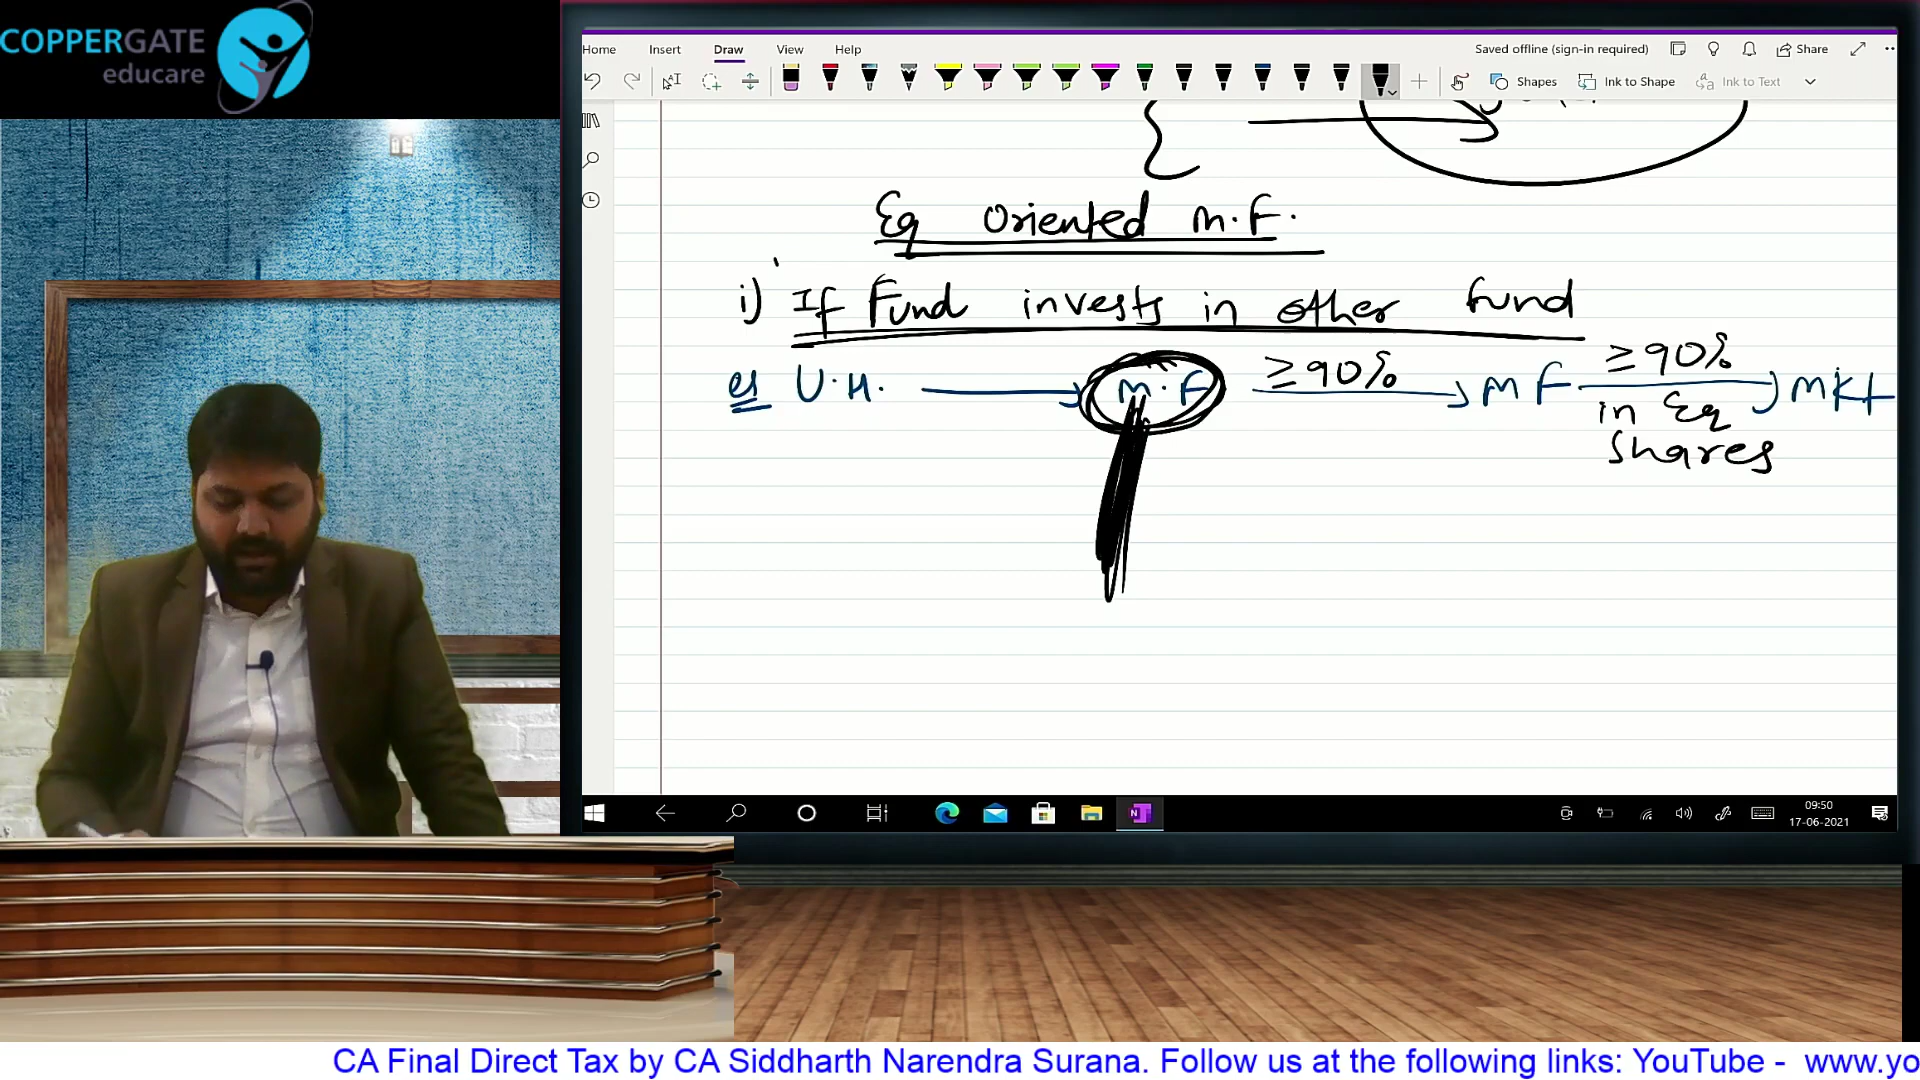 COPPERGATE
educare
Home Insert Draw View Help Saved offline (sign-in required) Share
Shapes Ink to Shape Ink to Text
Eq Oriented M.F.
i) If Fund invests in other fund
eg U.H. M.F ≥90% MF ≥90% in Eq Shares Mkt
09:50
17-06-2021
CA Final Direct Tax by CA Siddharth Narendra Surana. Follow us at the following links: YouTube - www.yo